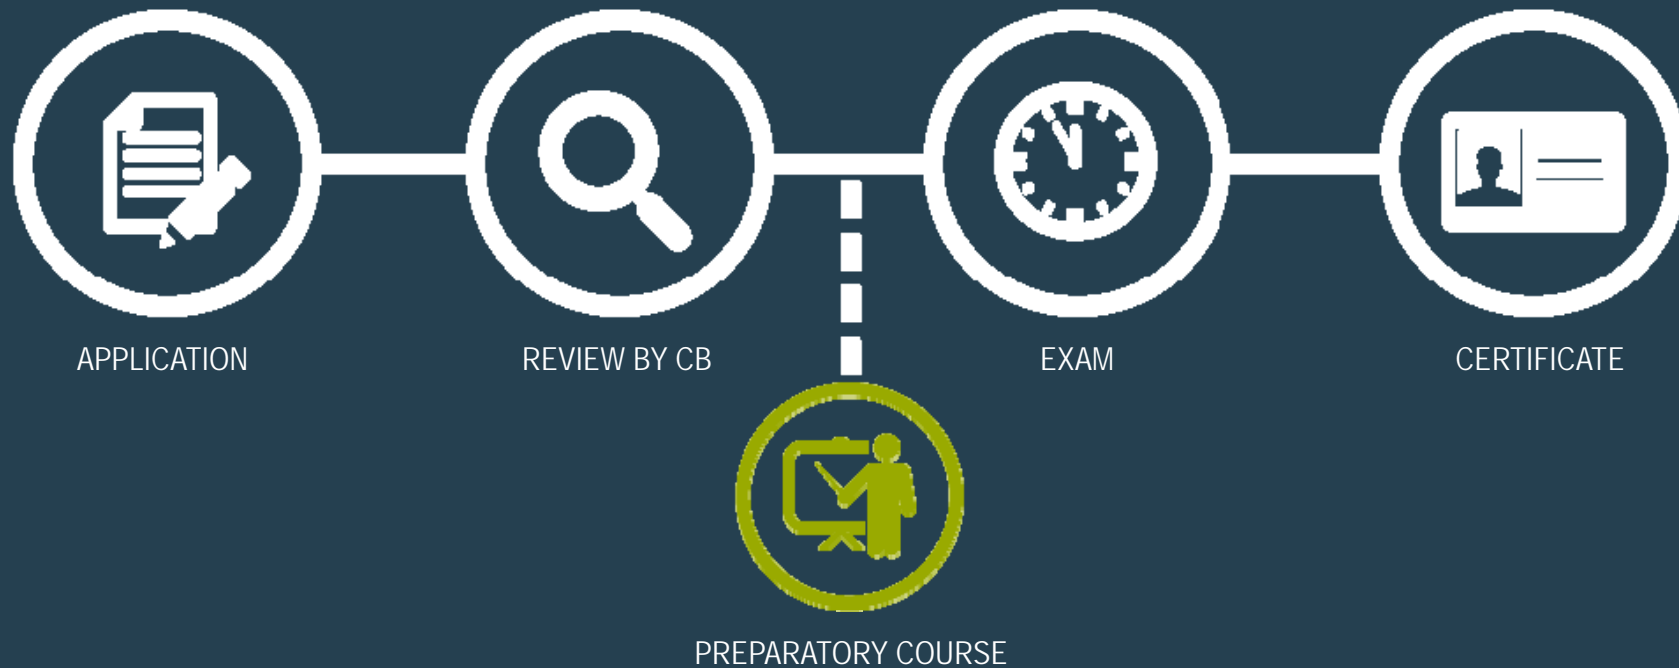 APPLICATION
REVIEW BY CB
EXAM
CERTIFICATE
PREPARATORY COURSE